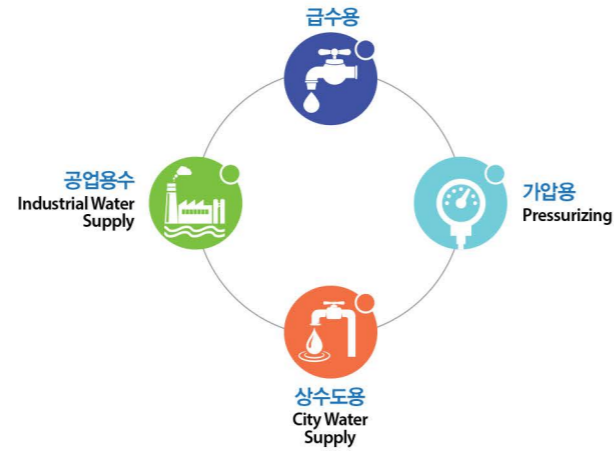 급수용
공업용수
Industrial Water
Supply
가압용
Pressurizing
상수도용
City Water
Supply